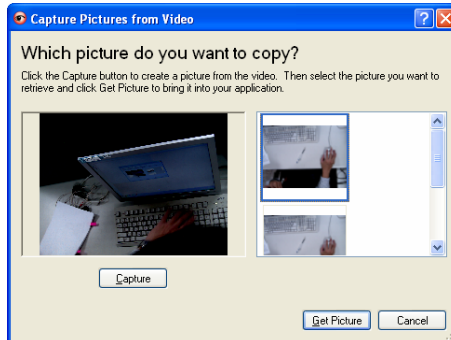 Capture Pictures from Video
Which picture do you want to copy?
Click the Capture button to create a picture from the video. Then select the picture you want to
retrieve and click Get Picture to bring it into your application.
Capture
Get Picture
Cancel